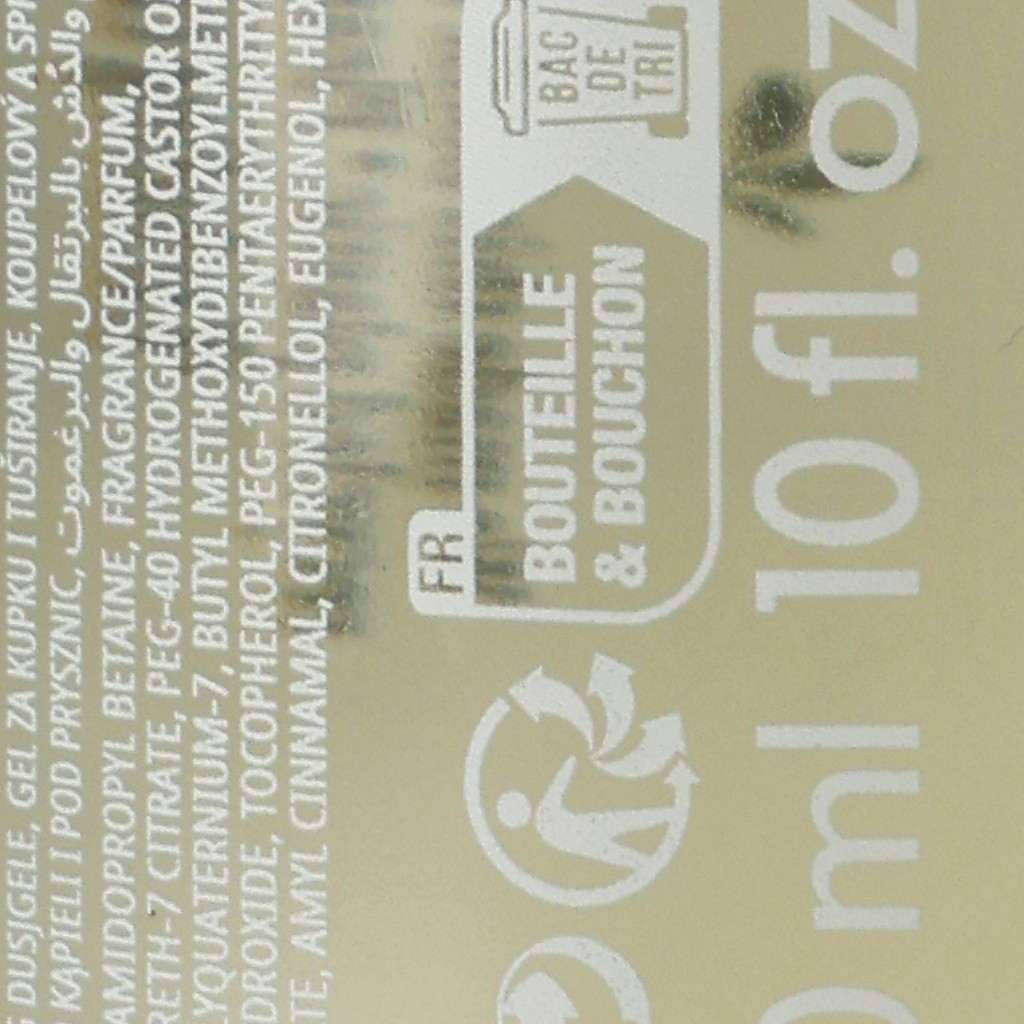 DUSJGELE, GEL ZA KUPKU I TUŠIRANJE, KOUPELOVÝ A
KĄPIELI I POD PRYSZNIC, والكش بالبرتقال والبرغموت
AMIDOPROPYL BETAINE, FRAGRANCE/PARFUM,
RETH-7 CITRATE, PEG-40 HYDROGENATED CASTOR
YQUATERNIUM-7, BUTYL METHOXYDIBENZOYLMETH
DROXIDE, TOCOPHEROL, PEG-150 PENTAERYTHRITY
TE, AMYL CINNAMAL, CITRONELLOL, EUGENOL, HEX
FR
BOUTEILLE
& BOUCHON
BAC
DE
TRI
0 ml 10 fl. oz